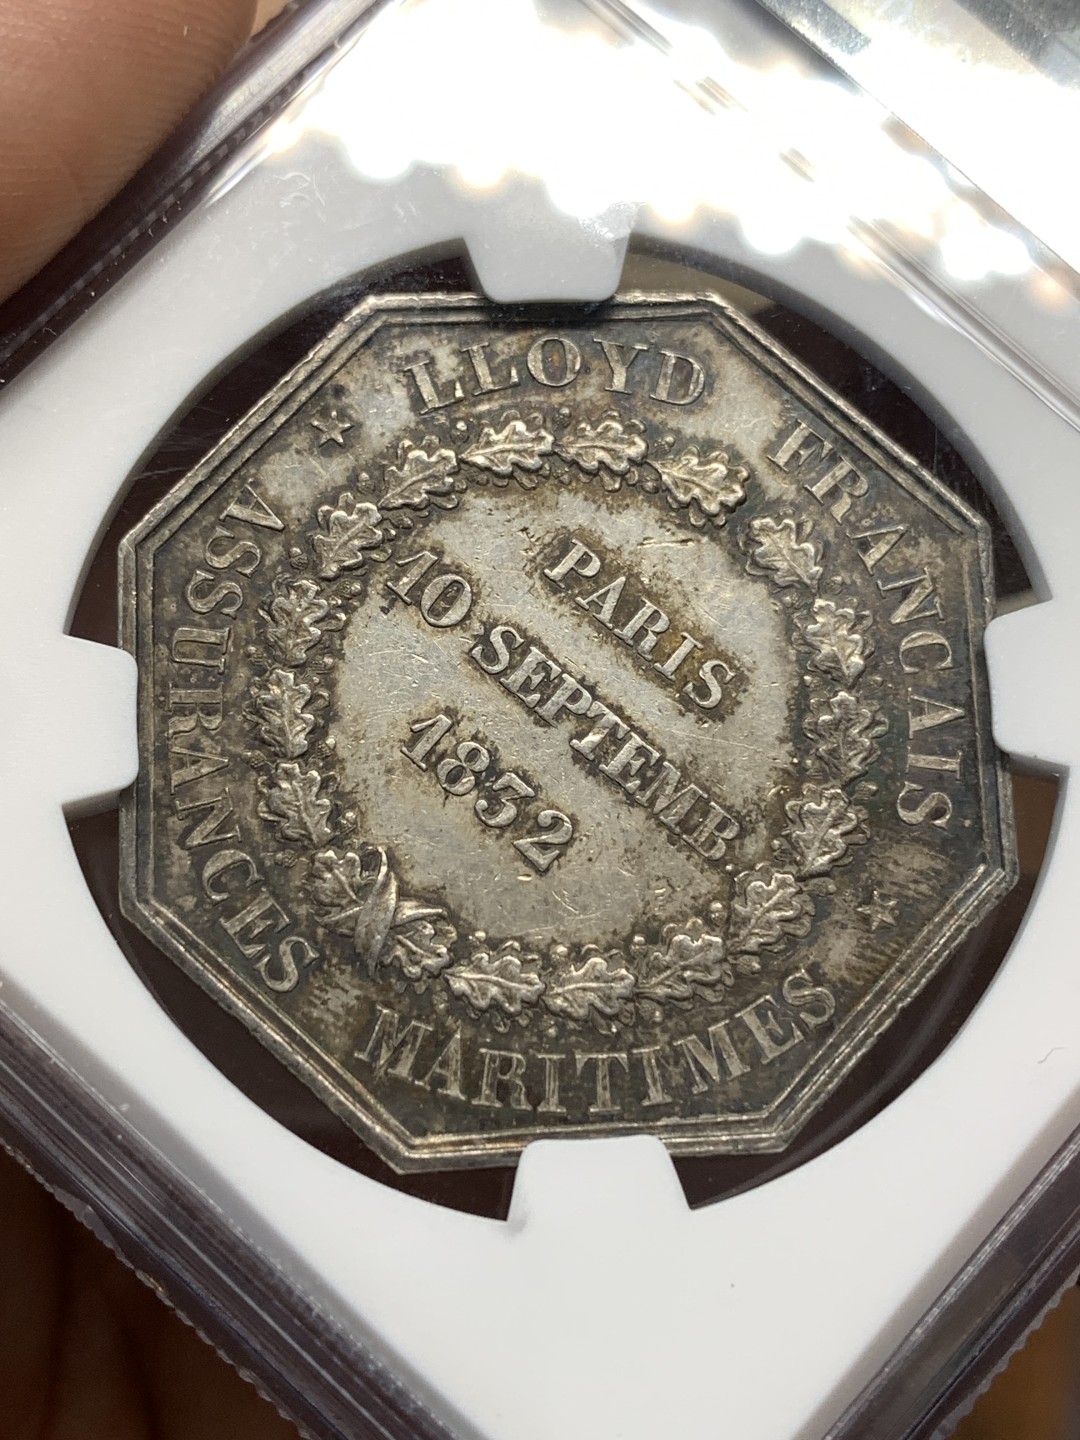 LLOYD FRANCAIS
ASSURANCES MARITIMES
PARIS
10 SEPTEMB
1832